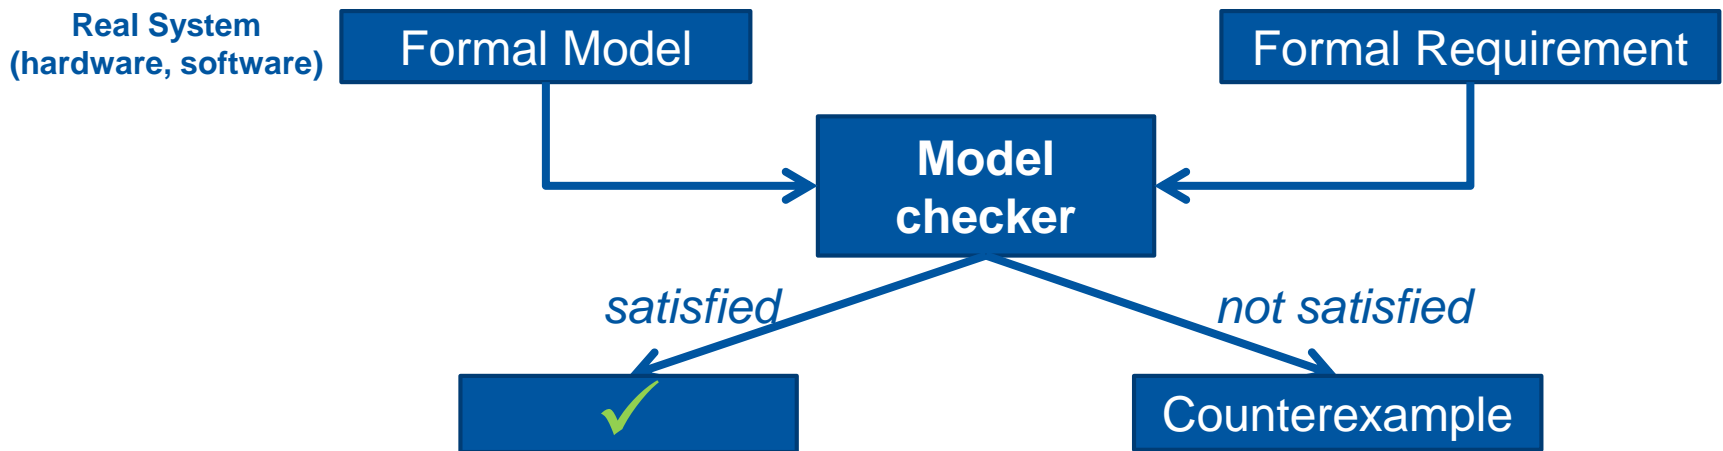 Real System
(hardware, software)
Formal Model
Formal Requirement
Model
checker
satisfied
not satisfied
✓
Counterexample